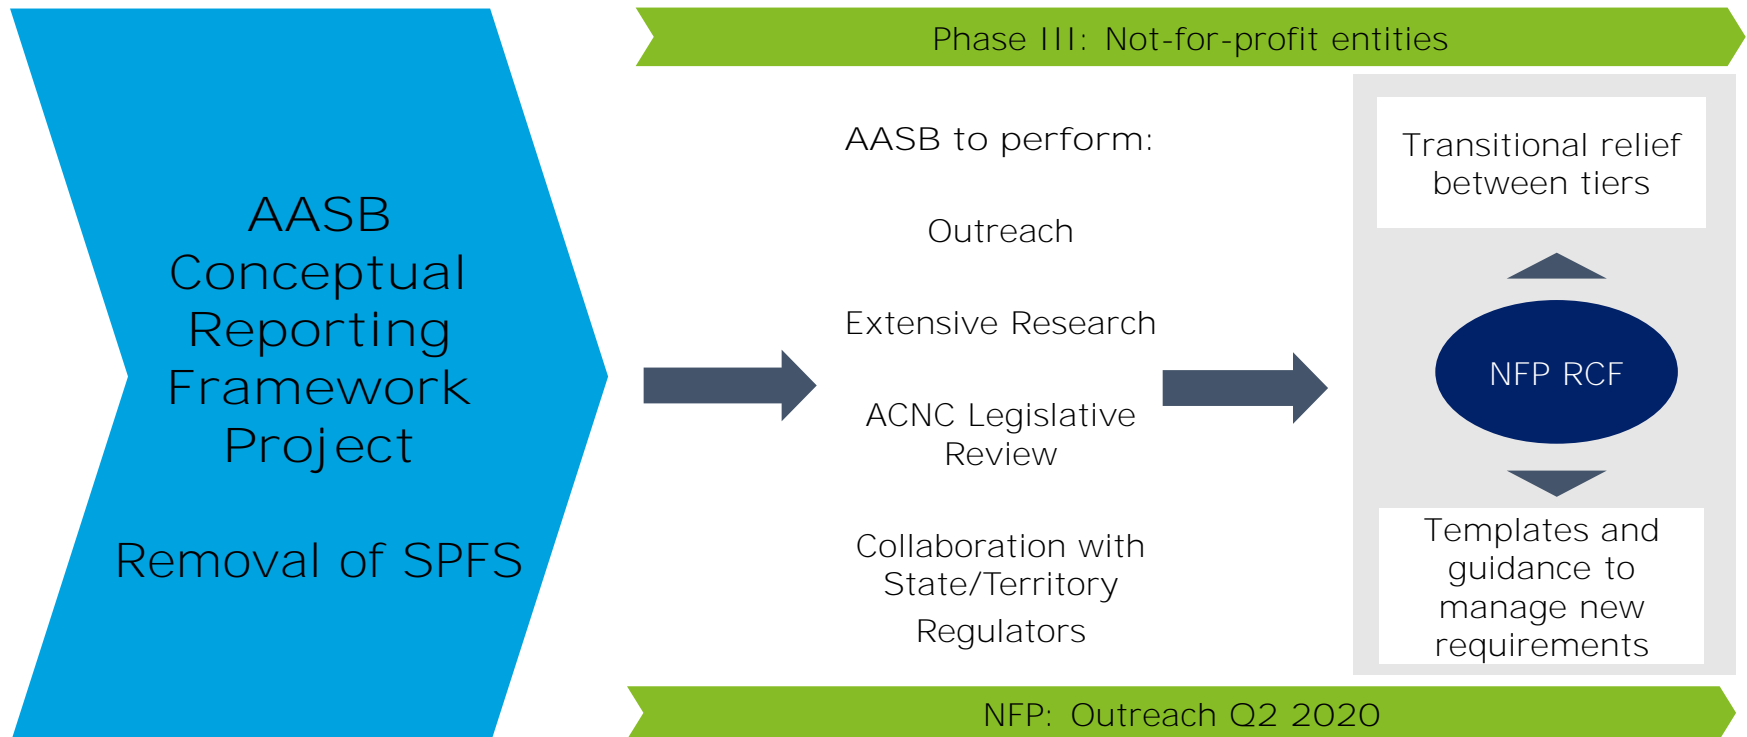 AASB
Conceptual
Reporting
Framework
Project
Removal of SPFS
Phase III: Not-for-profit entities
AASB to perform:
Outreach
Extensive Research
ACNC Legislative
Review
Collaboration with
State/Territory
Regulators
Transitional relief
between tiers
NFP RCF
Templates and
guidance to
manage new
requirements
NFP: Outreach Q2 2020